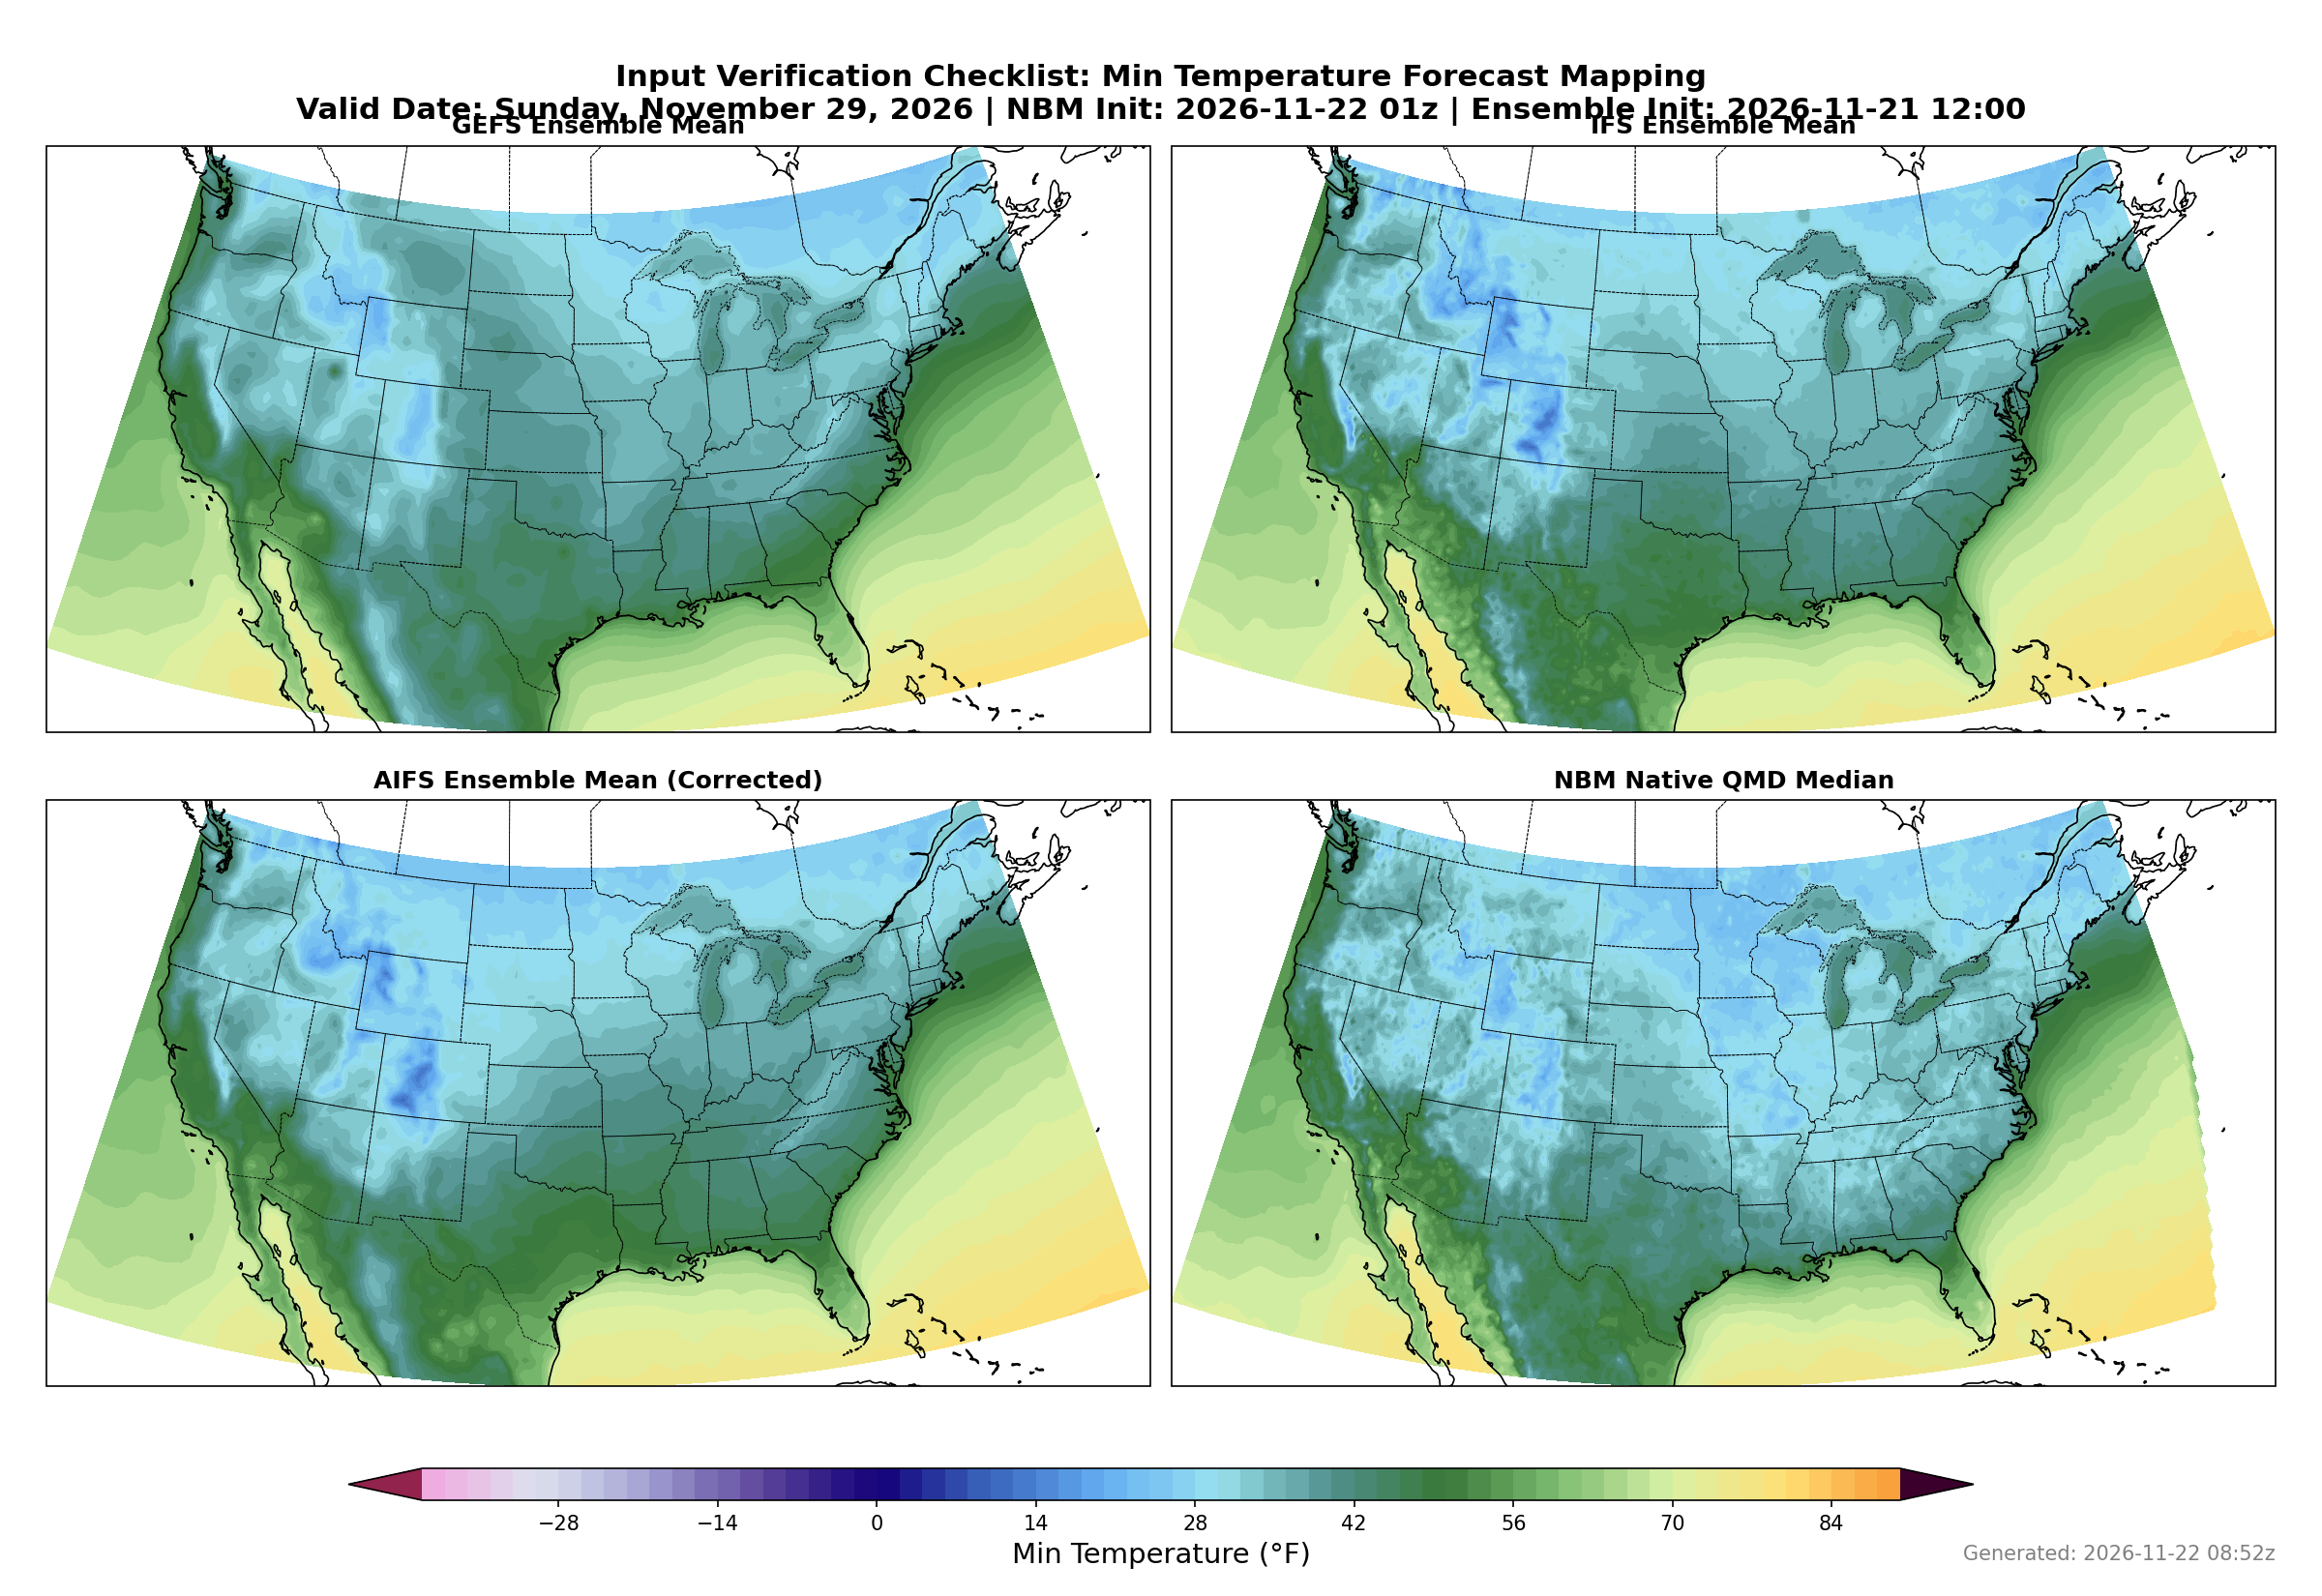 Input Verification Checklist: Min Temperature Forecast Mapping
Valid Date: Sunday, November 29, 2026 | NBM Init: 2026-11-22 01z | Ensemble Init: 2026-11-21 12:00
GEFS Ensemble Mean
IFS Ensemble Mean
AIFS Ensemble Mean (Corrected)
NBM Native QMD Median
−28 −14 0 14 28 42 56 70 84
Min Temperature (°F)
Generated: 2026-11-22 08:52z